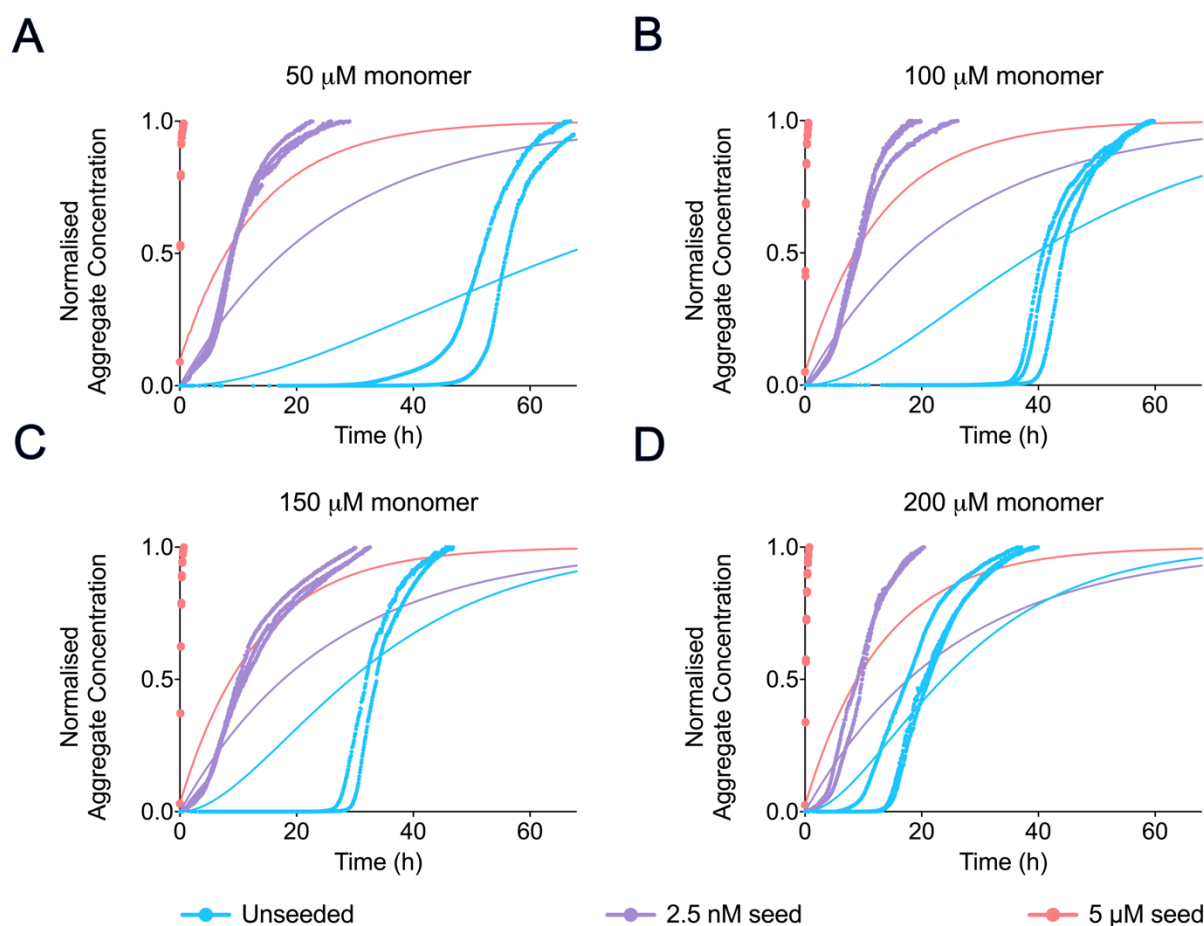 A
50 μM monomer
Normalised
Aggregate Concentration
1.0
0.5
0.0
0
20
40
60
Time (h)
B
100 μM monomer
Normalised
Aggregate Concentration
1.0
0.5
0.0
0
20
40
60
Time (h)
C
150 μM monomer
Normalised
Aggregate Concentration
1.0
0.5
0.0
0
20
40
60
Time (h)
D
200 μM monomer
Normalised
Aggregate Concentration
1.0
0.5
0.0
0
20
40
60
Time (h)
Unseeded
2.5 nM seed
5 μM seed